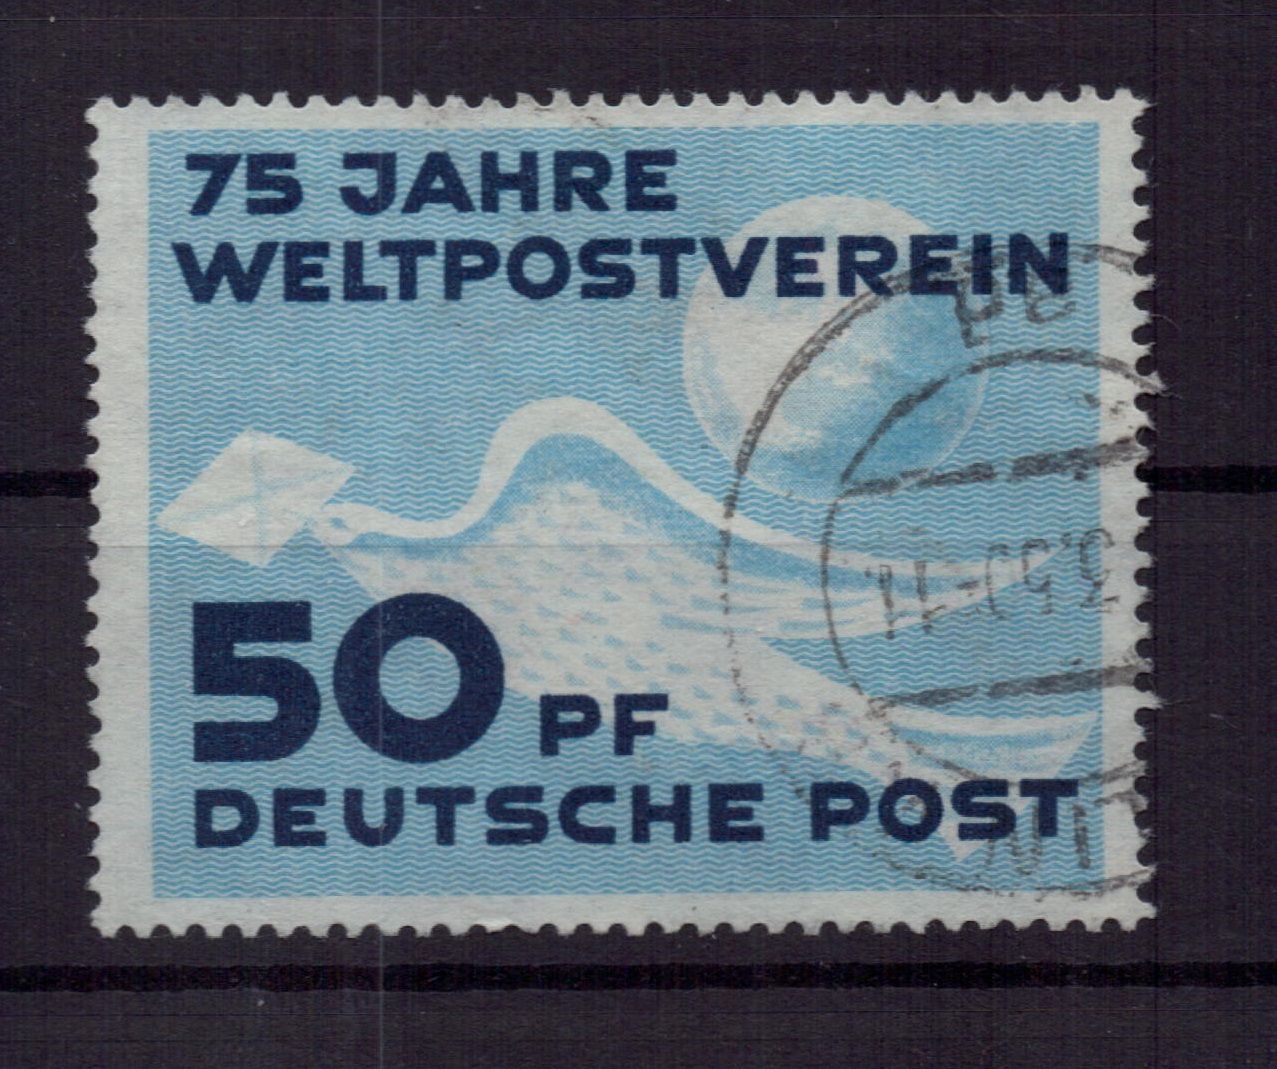 75 JAHRE
WELTPOSTVEREIN
50 PF
DEUTSCHE POST